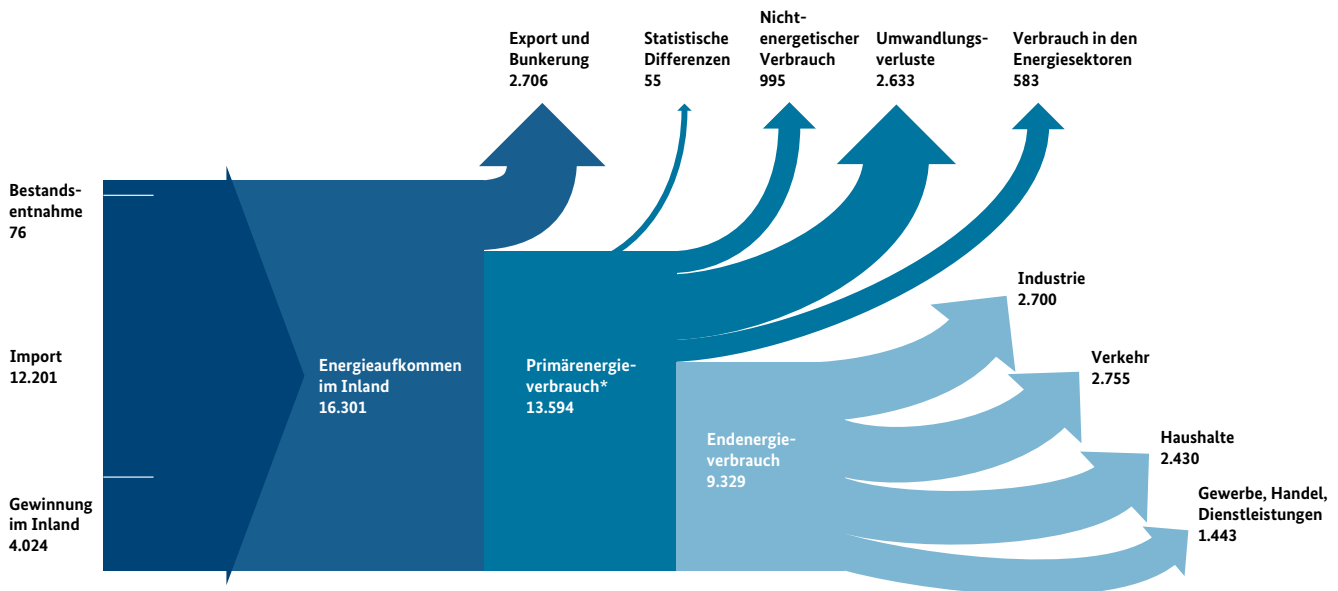 Export und
Bunkerung
2.706
Statistische
Differenzen
55
Nicht-
energetischer
Verbrauch
995
Umwandlungs-
verluste
2.633
Verbrauch in den
Energiesektoren
583
Bestands-
entnahme
76
Import
12.201
Gewinnung
im Inland
4.024
Energieaufkommen
im Inland
16.301
Primärenergie-
verbrauch*
13.594
Endenergie-
verbrauch
9.329
Industrie
2.700
Verkehr
2.755
Haushalte
2.430
Gewerbe, Handel,
Dienstleistungen
1.443